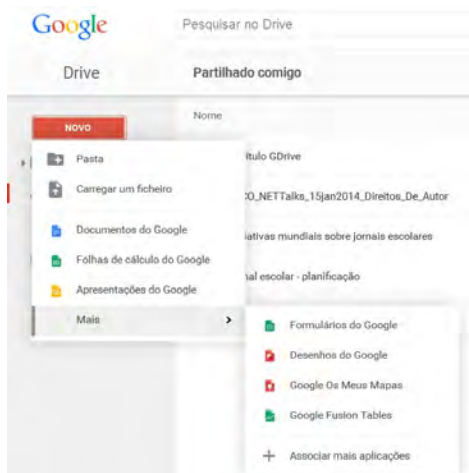 Google
Pesquisar no Drive
Drive
Partilhado comigo
NOVO
Nome
Pasta
ítulo GDrive
Carregar um ficheiro
CO_NETTalks_15jan2014_Direitos_De_Autor
Documentos do Google
iativas mundiais sobre jornais escolares
Folhas de cálculo do Google
nal escolar - planificação
Apresentações do Google
Mais
Formulários do Google
Desenhos do Google
Google Os Meus Mapas
Google Fusion Tables
Associar mais aplicações